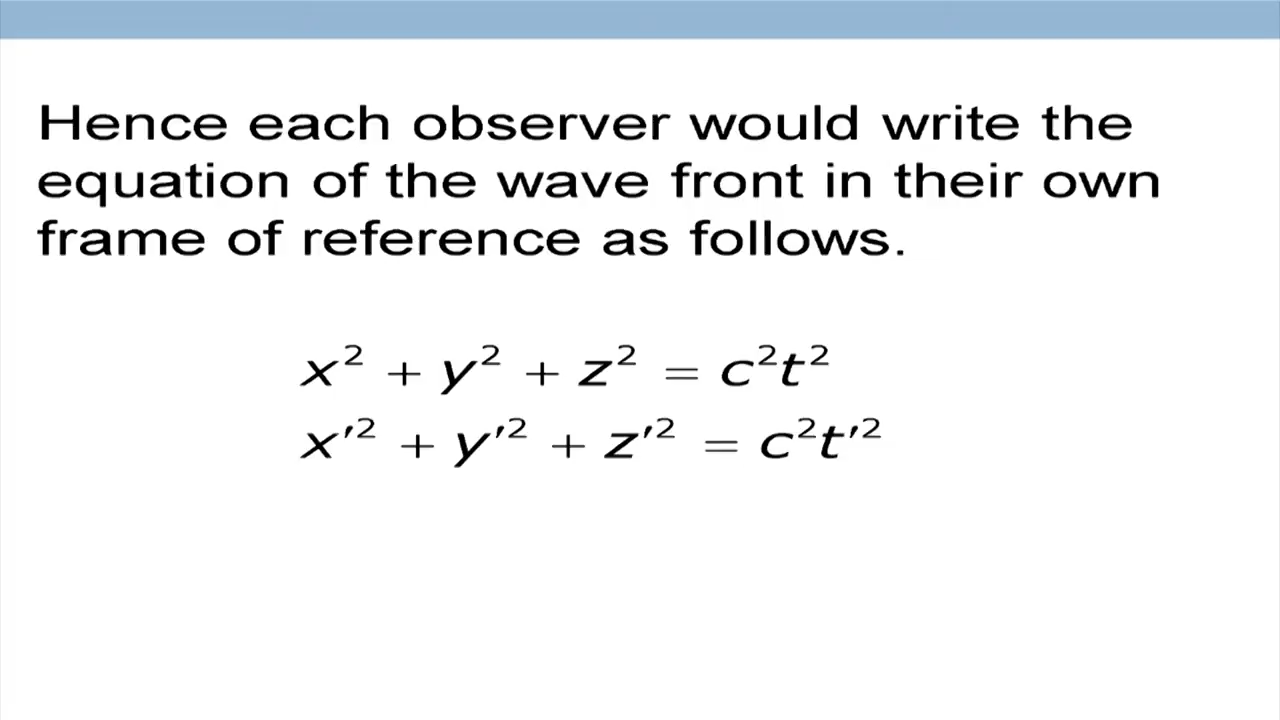 Hence each observer would write the
equation of the wave front in their own
frame of reference as follows.
x² + y² + z² = c²t²
x′² + y′² + z′² = c²t′²